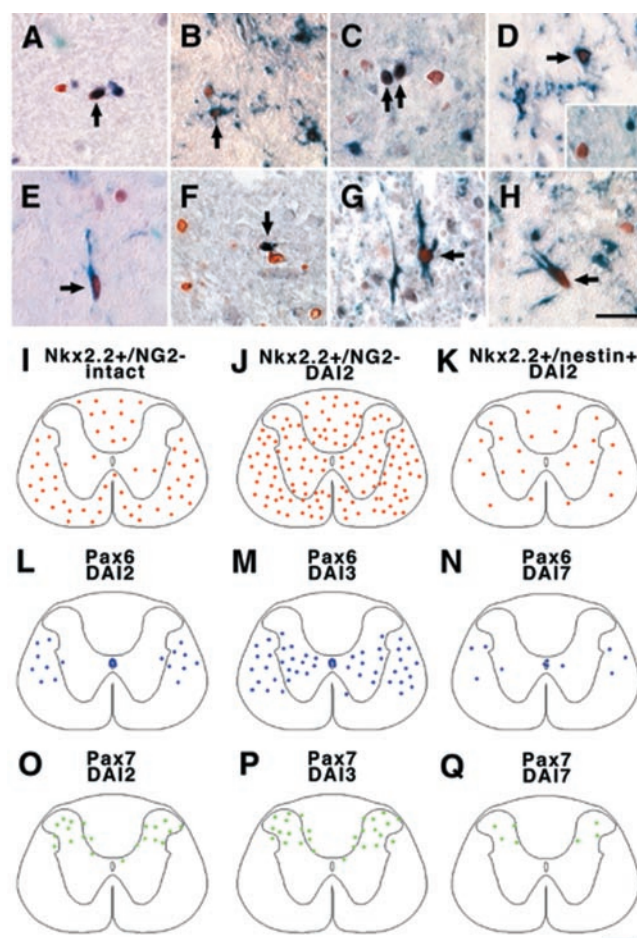 A B C D
E F G H
I Nkx2.2+/NG2- intact
J Nkx2.2+/NG2- DAI2
K Nkx2.2+/nestin+ DAI2
L Pax6 DAI2
M Pax6 DAI3
N Pax6 DAI7
O Pax7 DAI2
P Pax7 DAI3
Q Pax7 DAI7